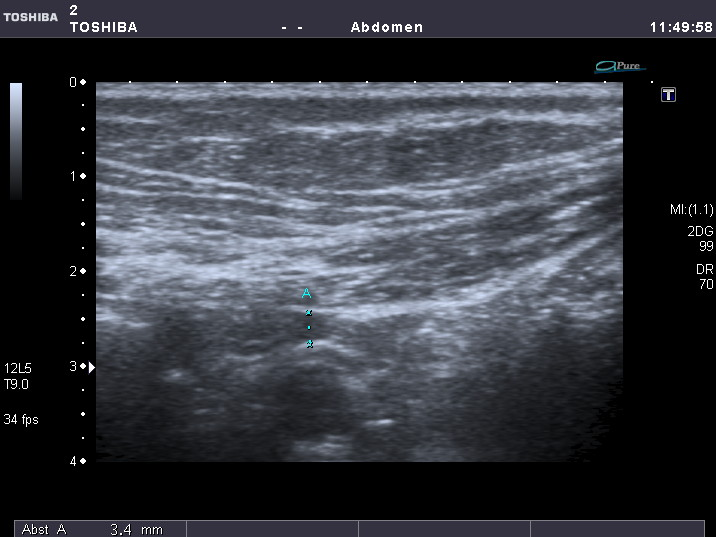 TOSHIBA
2
TOSHIBA - - Abdomen 11:49:58
aPure
T
0
1
2
3
4
A
MI:(1.1)
2DG
99
DR
70
12L5
T9.0
34 fps
Abst A 3.4 mm